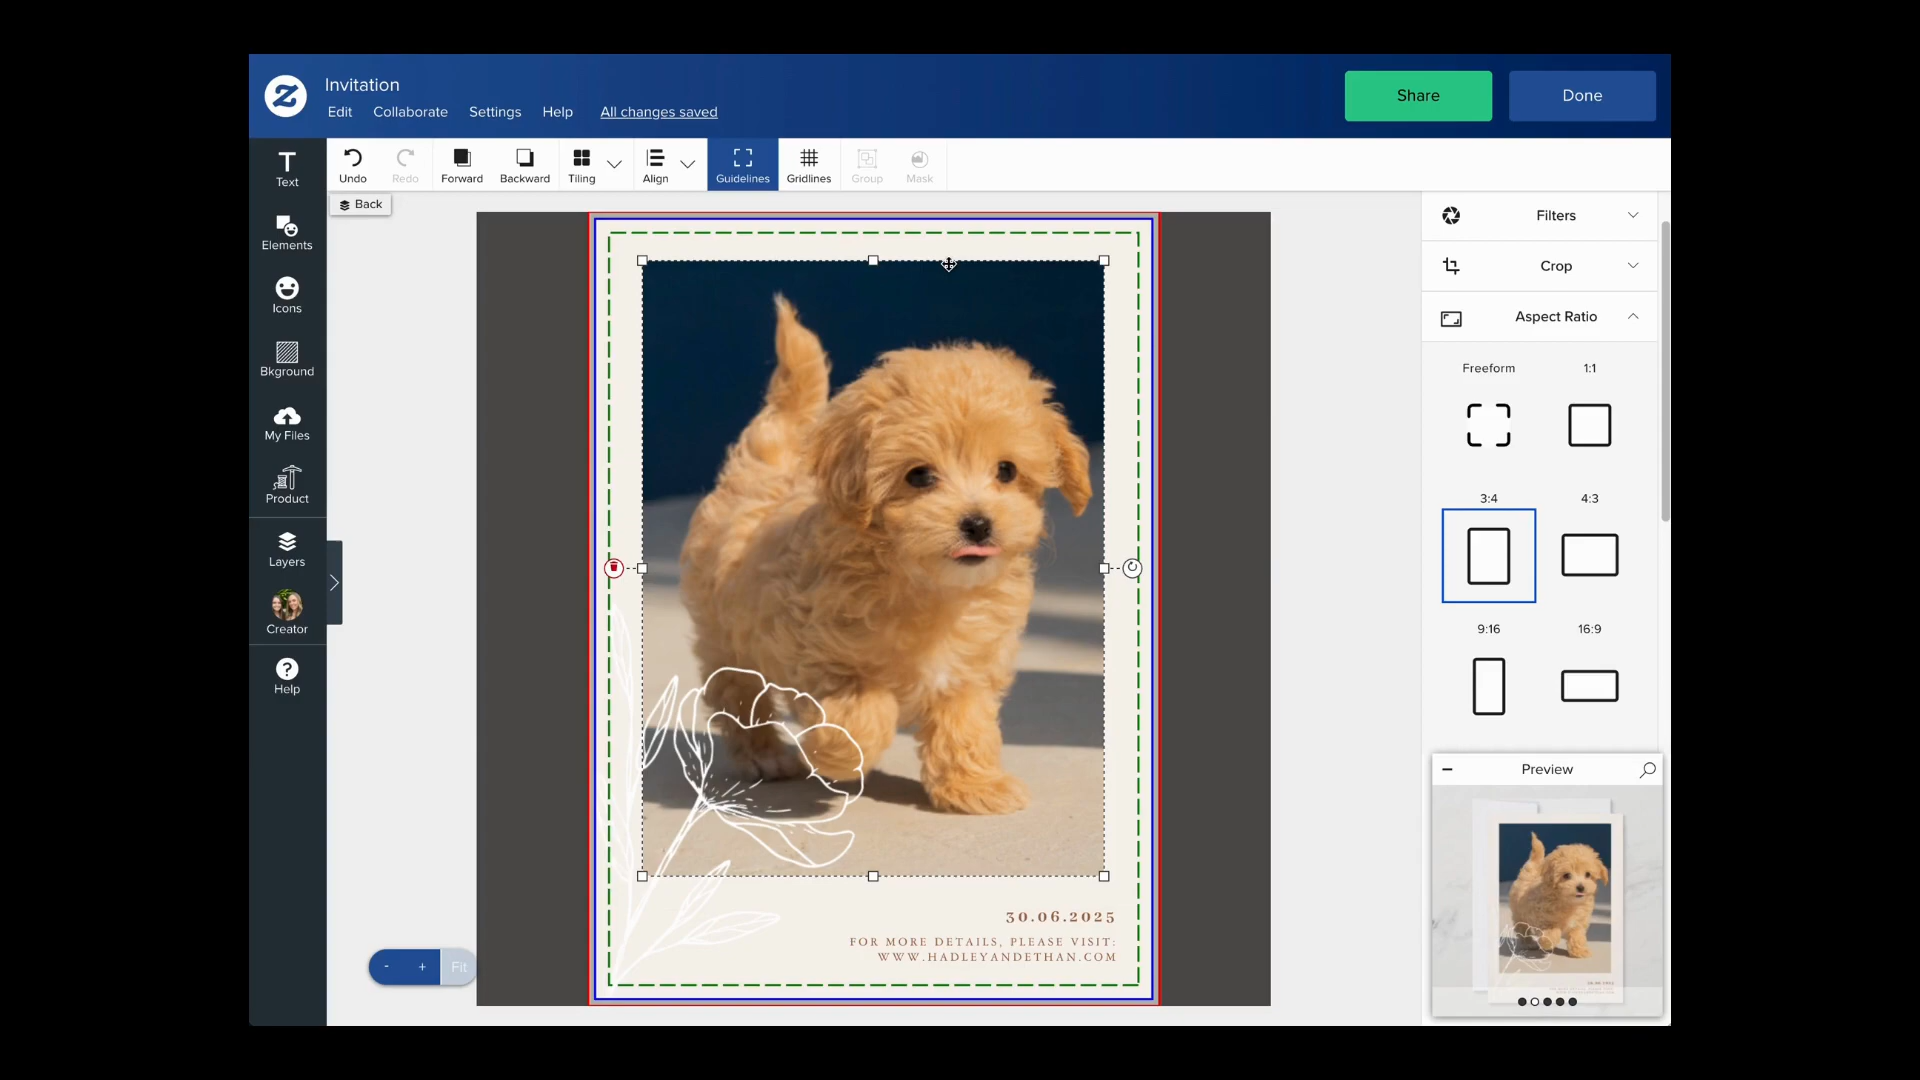 Invitation
Edit Collaborate Settings Help All changes saved
Share
Done
Undo Redo Forward Backward Tiling Align Guidelines Gridlines Group Mask
Back
Text
Elements
Icons
Bkground
My Files
Product
Layers
Creator
Help
30.06.2025
FOR MORE DETAILS, PLEASE VISIT:
WWW.HADLEYANDETHAN.COM
- + Fit
Filters
Crop
Aspect Ratio
Freeform 1:1
3:4 4:3
9:16 16:9
Preview